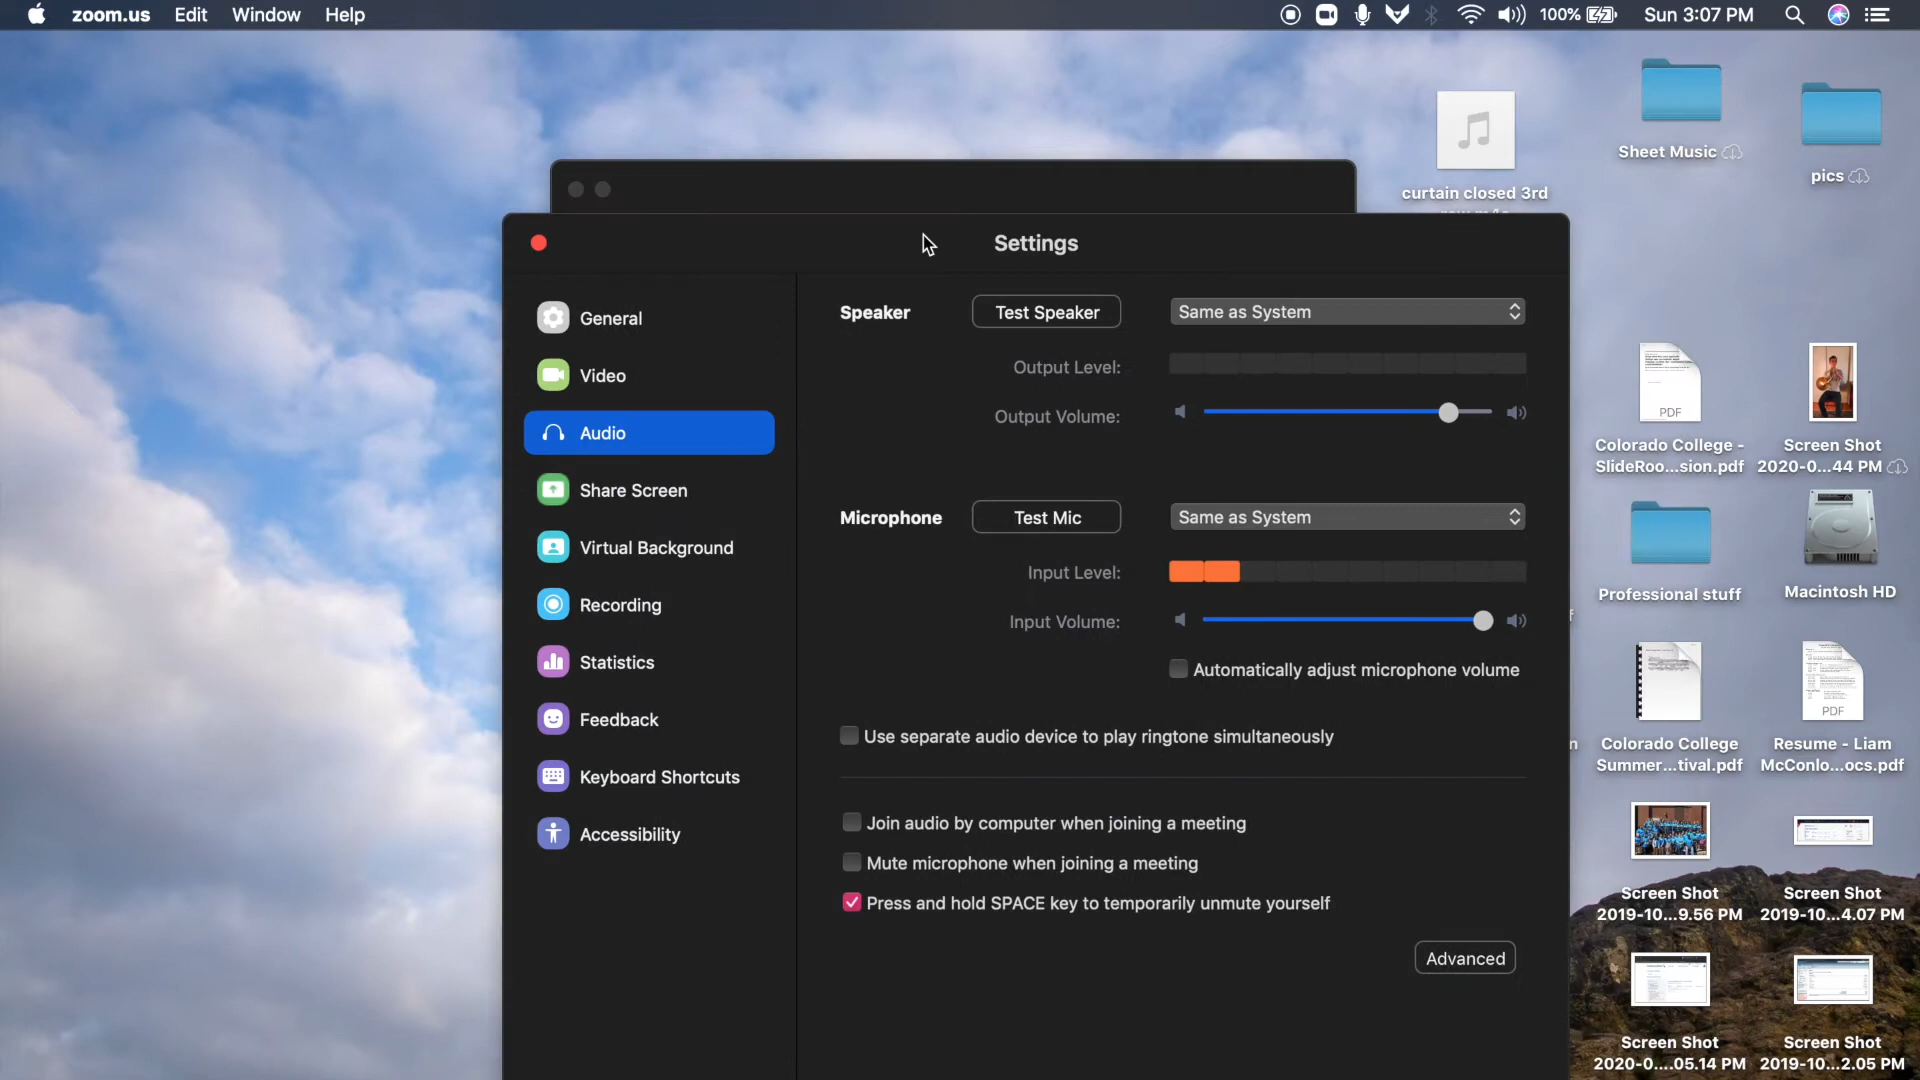 zoom.us Edit Window Help
100% Sun 3:07 PM
Sheet Music
pics
curtain closed 3rd
Settings
General
Video
Audio
Share Screen
Virtual Background
Recording
Statistics
Feedback
Keyboard Shortcuts
Accessibility
Speaker Test Speaker Same as System
Output Level:
Output Volume:
Microphone Test Mic Same as System
Input Level:
Input Volume:
Automatically adjust microphone volume
Use separate audio device to play ringtone simultaneously
Join audio by computer when joining a meeting
Mute microphone when joining a meeting
Press and hold SPACE key to temporarily unmute yourself
Advanced
PDF
Colorado College -
SlideRoo...sion.pdf
Screen Shot
2020-0...44 PM
Professional stuff
Macintosh HD
Colorado College
Summer...tival.pdf
PDF
Resume - Liam
McConlo...ocs.pdf
Screen Shot
2019-10...9.56 PM
Screen Shot
2019-10...4.07 PM
Screen Shot
2020-0....05.14 PM
Screen Shot
2019-10...2.05 PM